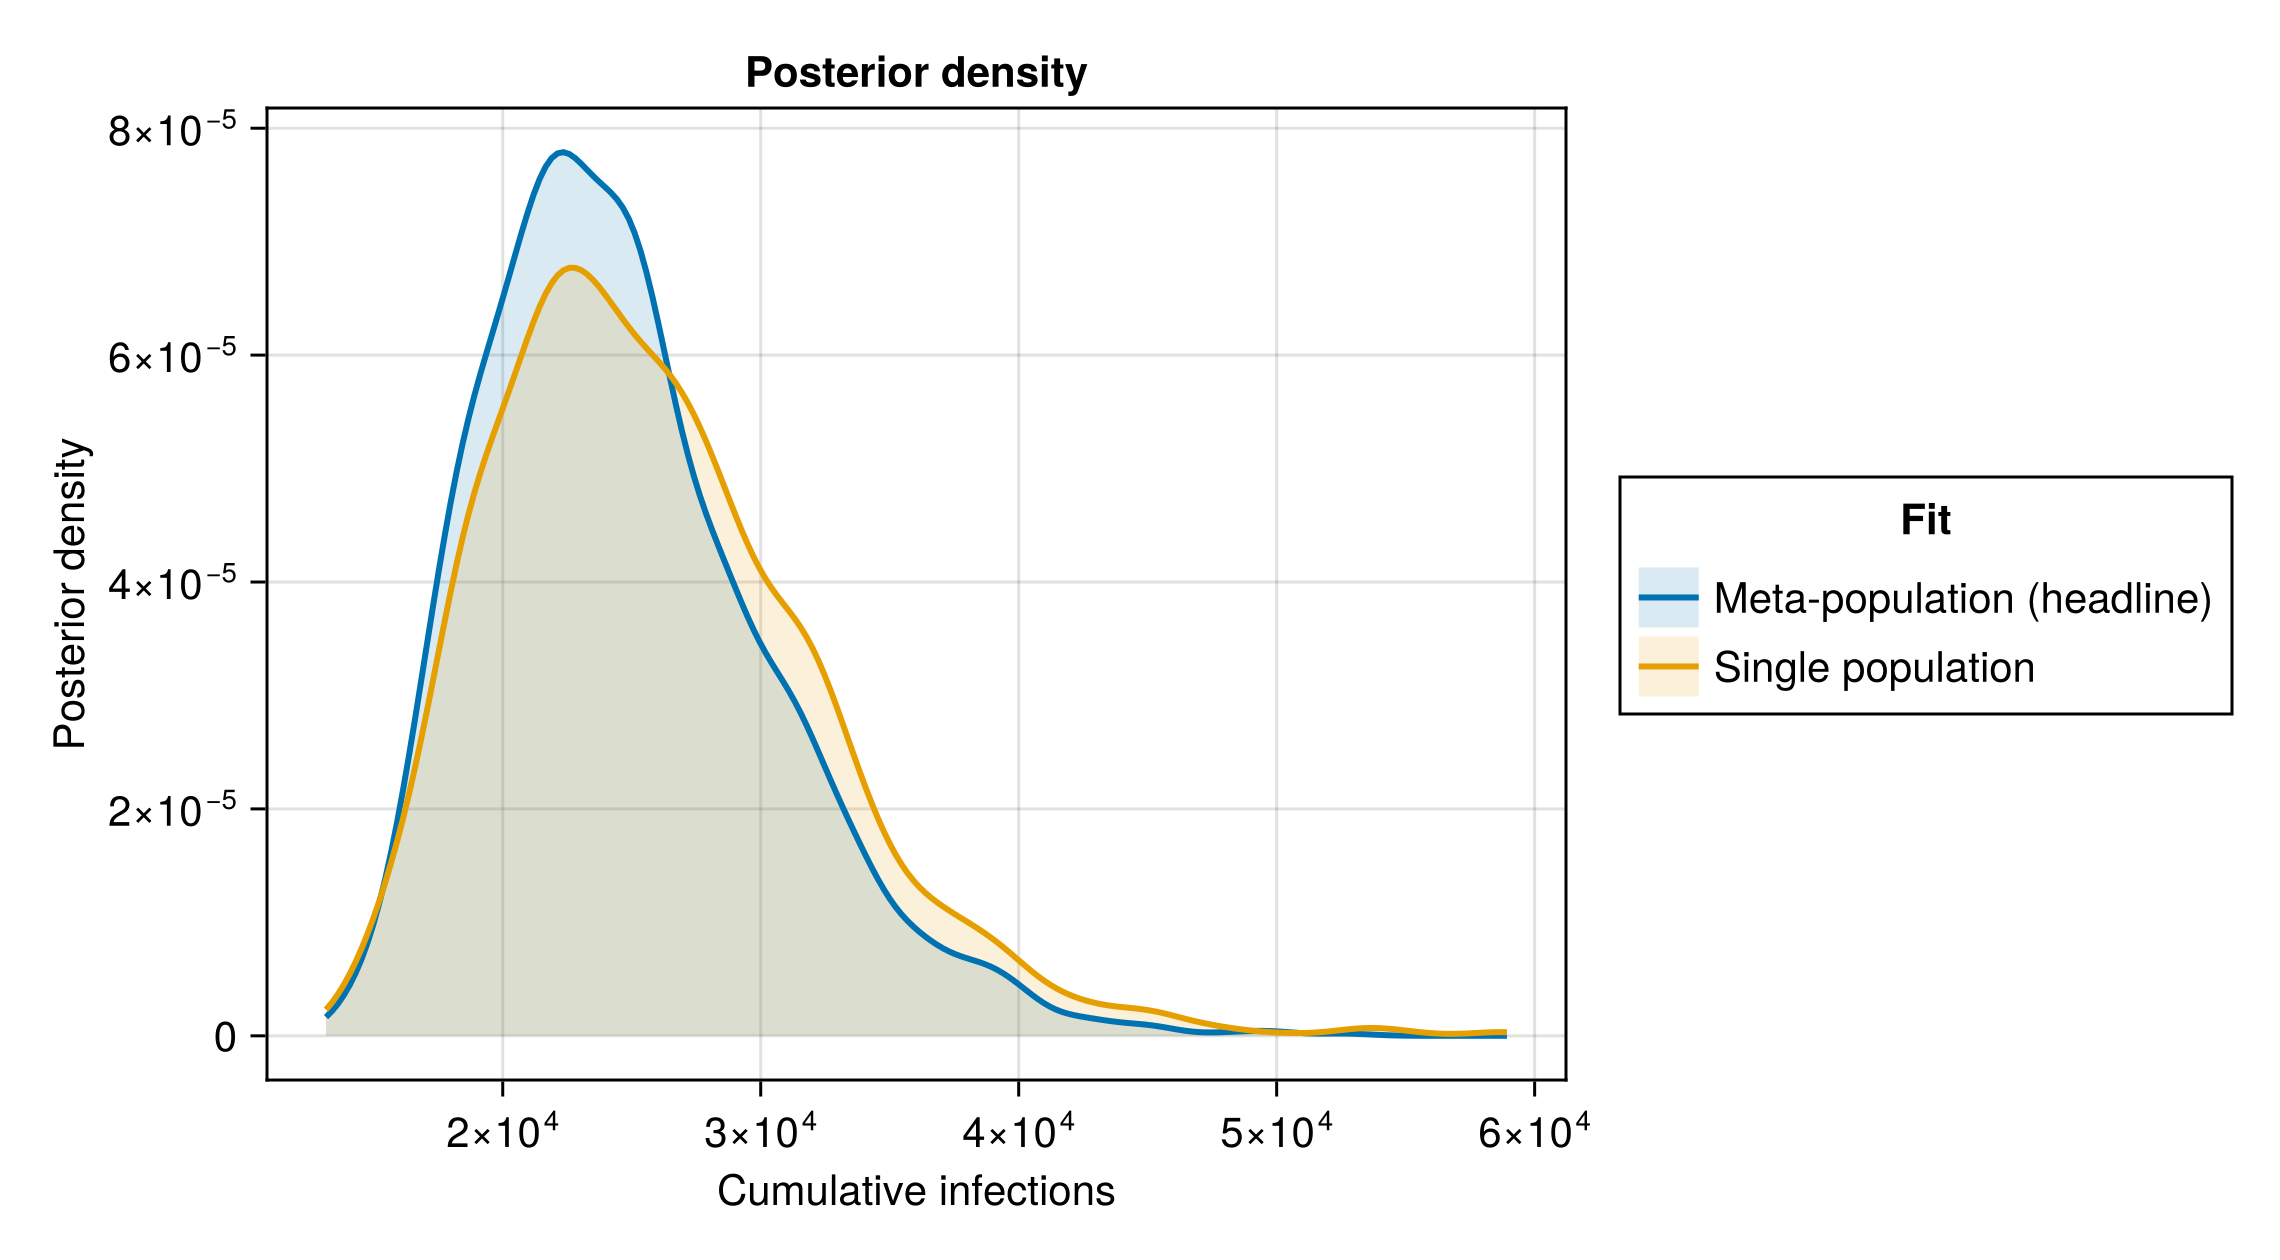 Posterior density
8×10⁻⁵
6×10⁻⁵
4×10⁻⁵
2×10⁻⁵
0
Posterior density
2×10⁴ 3×10⁴ 4×10⁴ 5×10⁴ 6×10⁴
Cumulative infections
Fit
Meta-population (headline)
Single population